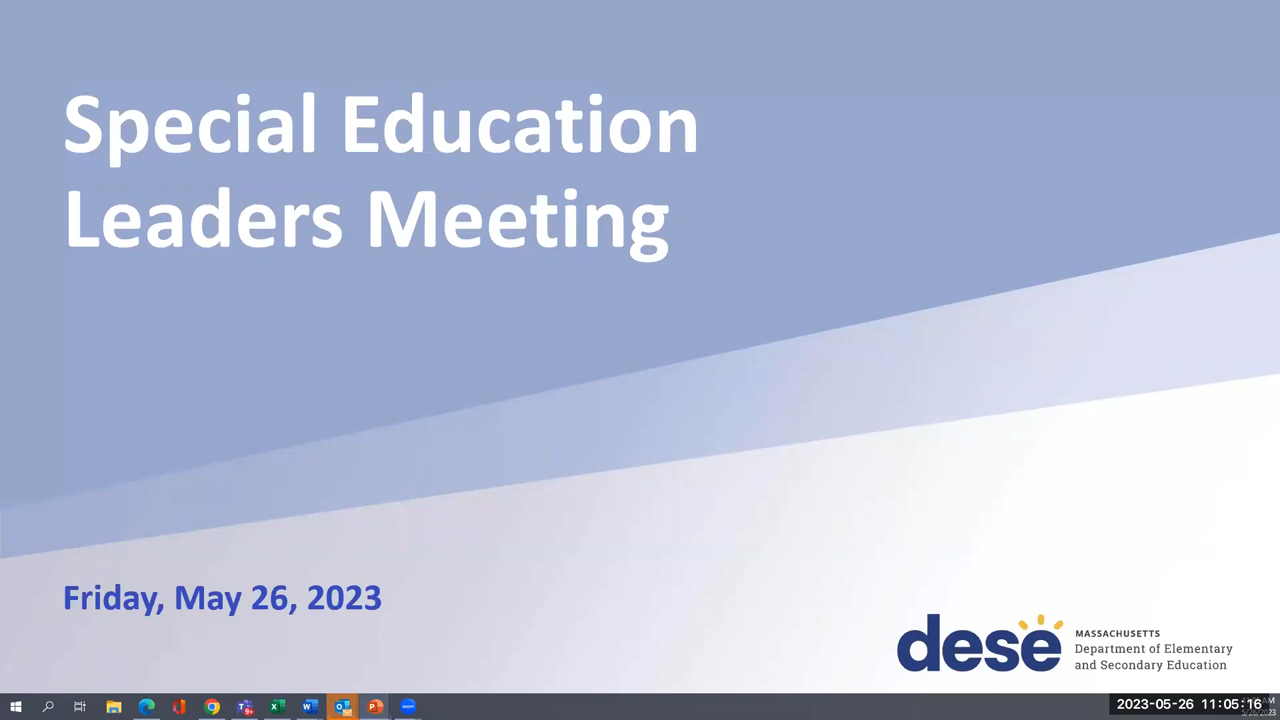 Special Education
Leaders Meeting
Friday, May 26, 2023
dese
MASSACHUSETTS
Department of Elementary
and Secondary Education
2023-05-26 11:05:16